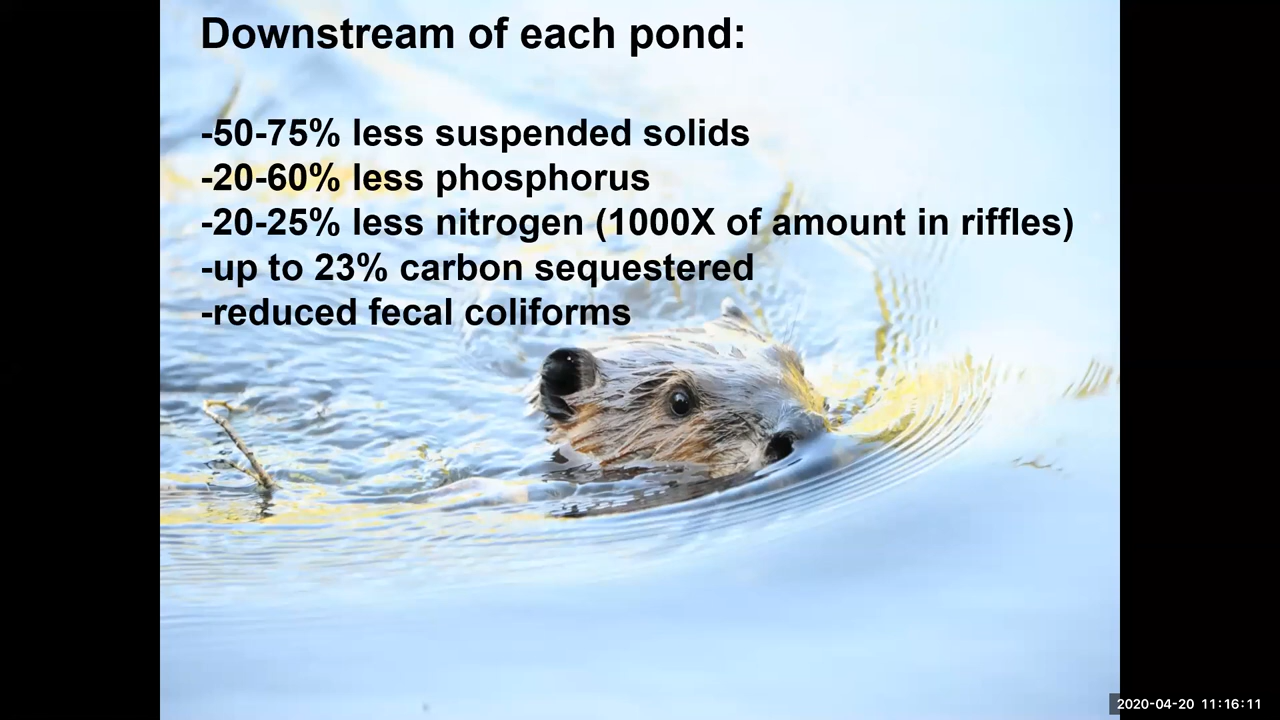 Downstream of each pond:
-50-75% less suspended solids
-20-60% less phosphorus
-20-25% less nitrogen (1000X of amount in riffles)
-up to 23% carbon sequestered
-reduced fecal coliforms
2020-04-20 11:16:11